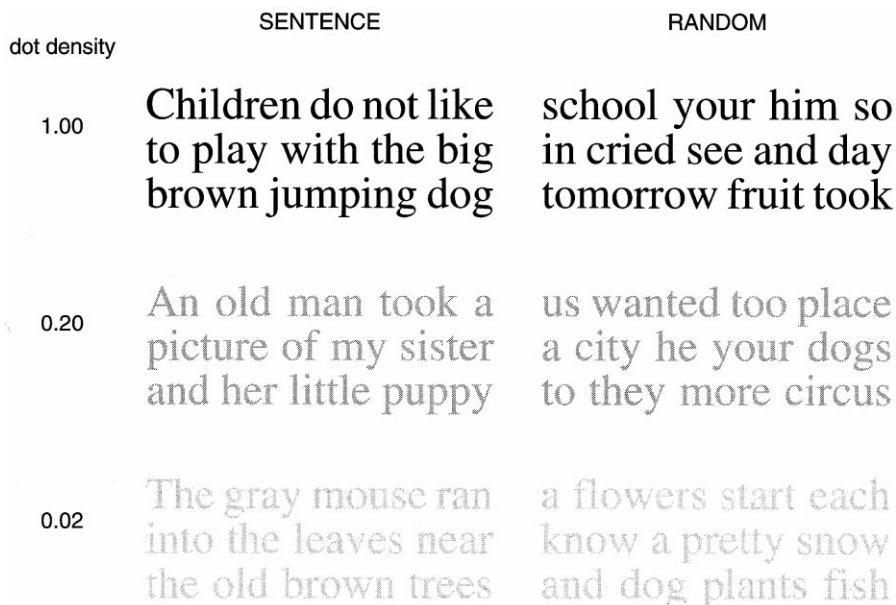 SENTENCE
RANDOM
dot density
1.00
Children do not like
to play with the big
brown jumping dog
school your him so
in cried see and day
tomorrow fruit took
0.20
An old man took a
picture of my sister
and her little puppy
us wanted too place
a city he your dogs
to they more circus
0.02
The gray mouse ran
into the leaves near
the old brown trees
a flowers start each
know a pretty snow
and dog plants fish